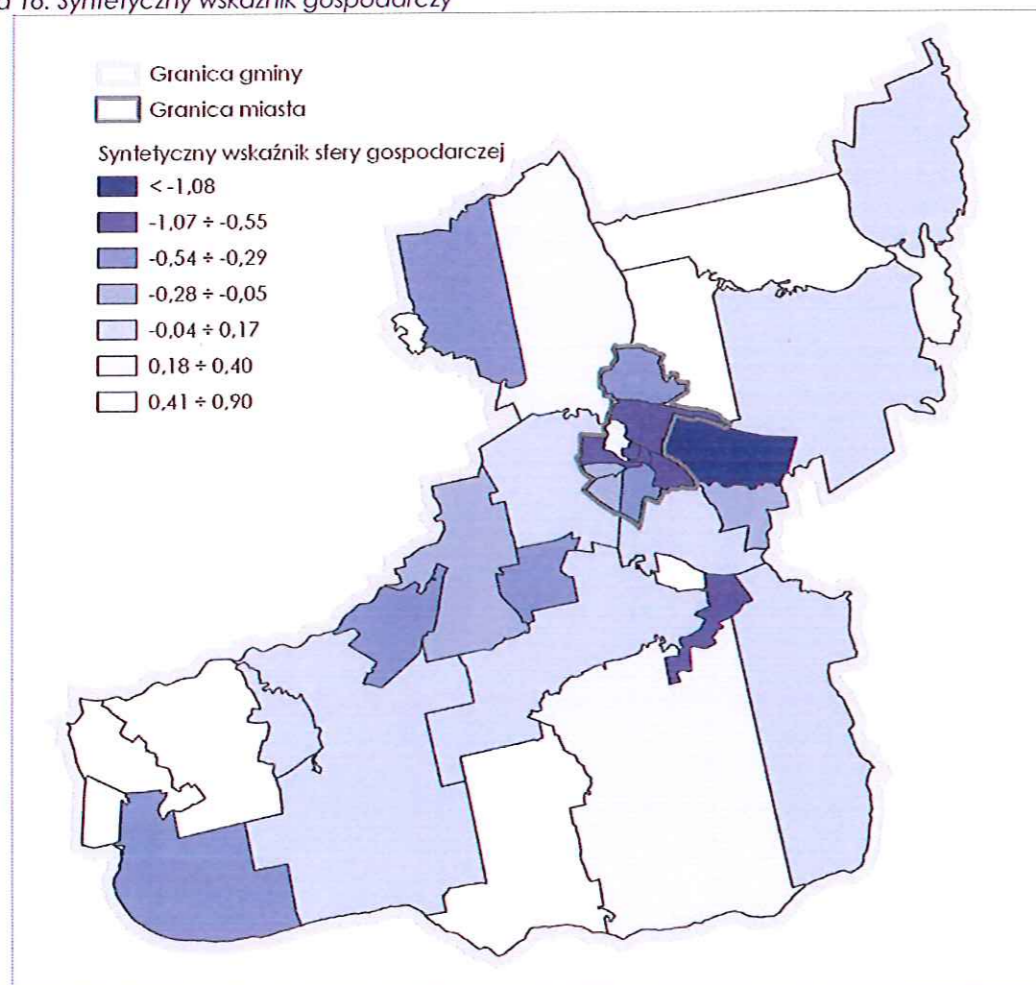 16. Syntetyczny wskaźnik gospodarczy
Granica gminy
Granica miasta
Syntetyczny wskaźnik sfery gospodarczej
< -1,08
-1,07 ÷ -0,55
-0,54 ÷ -0,29
-0,28 ÷ -0,05
-0,04 ÷ 0,17
0,18 ÷ 0,40
0,41 ÷ 0,90